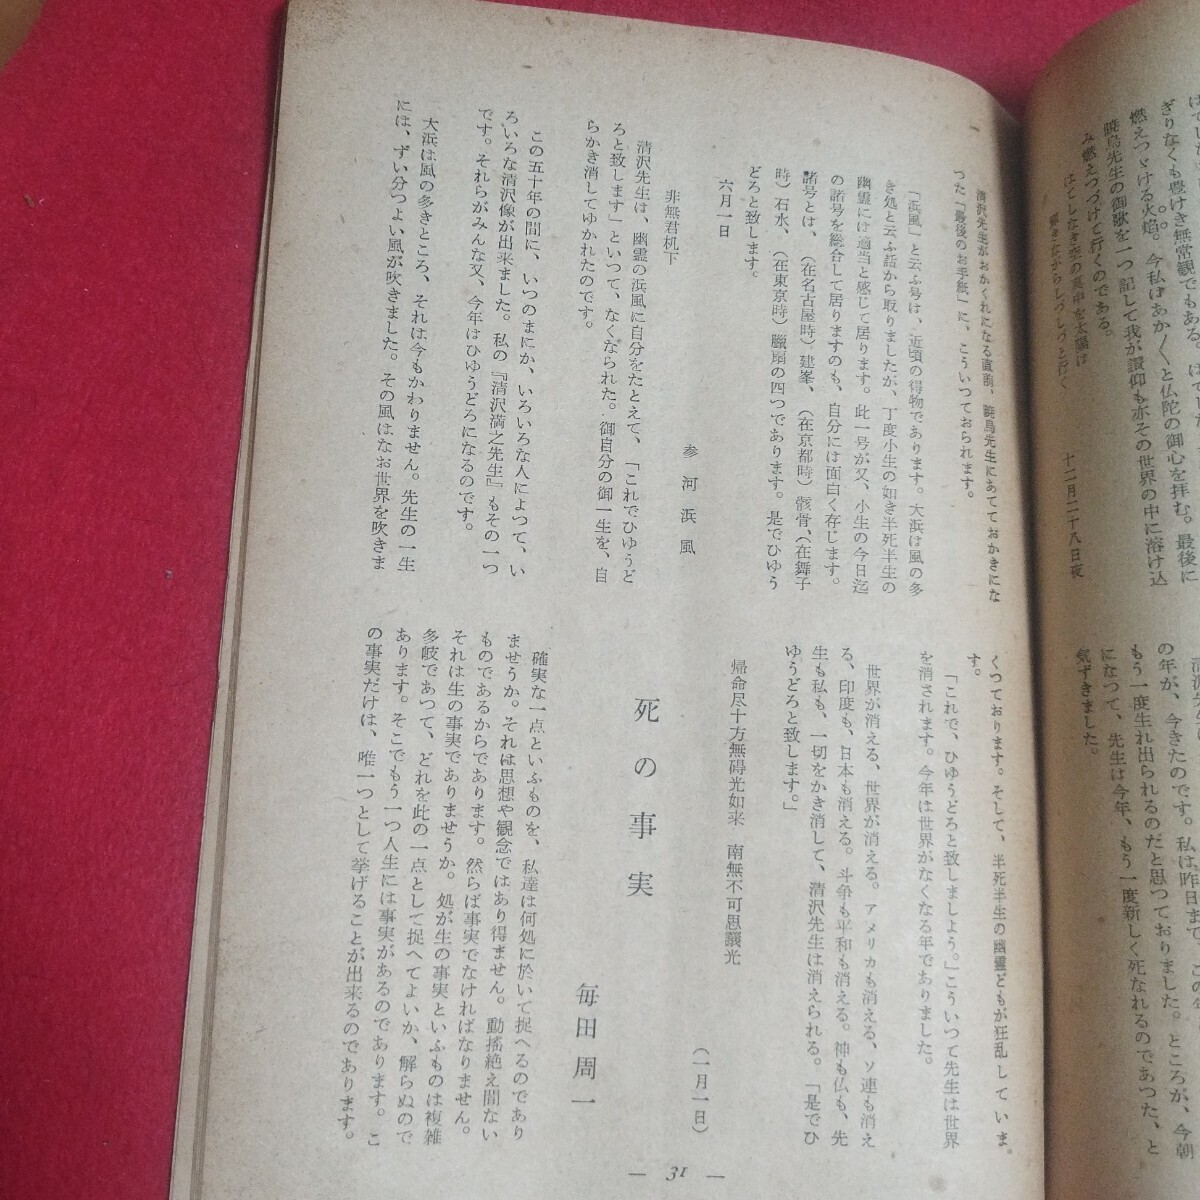 はこしなき空の真中を太陽は
輝きながらしづしづと行く
十二月二十八日夜
ぎりなくも豊けき無常観でもある。
燃えつゞける火焔。今私はあかく〳〵と仏陀の御心を拝む。最後に
暁烏先生の御歌を一つ記して我が讃仰も亦その世界の中に溶け込
み燃えつづけて行くのである。
の年が、今きたのです。私は、昨日まで、この
もう一度生れ出られるのだと思つておりました。ところが、今朝
になつて、先生は今年、もう一度新しく死なれるのであつた、と
気ずきました。
清沢先生がおかくれになる直前、暁烏先生にあてておかきにな
つた「最後のお手紙」に、こういつておられます。
「浜風」と云ふ号は、近頃の得物であります。大浜は風の多
き処と云ふ話から取りましたが、丁度小生の如き半死半生の
幽霊には適当と感じて居ります。此一号が又、小生の今日迄
の諸号を総合して居りますのも、自分には面白く存じます。
諸号とは、(在名古屋時)、建峯、(在京都時)骸骨、(在舞子
時)石水、(在東京時)臘扇の四つであります。是でひゆう
どろと致します。
六月一日
参河浜風
非無君机下
清沢先生は、幽霊の浜風に自分をたとえて、「これでひゆうど
ろと致します」といつて、なくなられた。御自分の御一生を、自
らかき消してゆかれたのです。
この五十年の間に、いつのまにか、いろいろな人によつて、い
ろいろな清沢像が出来ました。私の『清沢満之先生』もその一つ
です。それらがみんな又、今年はひゆうどろになるのです。
大浜は風の多きところ、それは今もかわりません。先生の一生
には、ずい分つよい風が吹きました。その風はなお世界を吹きま
くつております。そして、半死半生の幽霊どもが狂乱していま
す。
「これで、ひゆうどろと致しましよう。」こういつて先生は世界
を消されます。今年は世界がなくなる年でありました。
世界が消える、世界が消える。アメリカも消える、ソ連も消え
る、印度も、日本も消える。斗争も平和も消える。神も仏も、先
生も私も、一切をかき消して、清沢先生は消えられる。「是でひ
ゆうどろと致します。」
帰命尽十方無碍光如来 南無不可思議光
(一月一日)
死の事実
毎田周一
確実な一点といふものを、私達は何処に於いて捉へるのであり
ませうか。それは思想や観念ではあり得ません。動揺絶え間ない
ものであるからであります。然らば事実でなければなりません。
それは生の事実でありませうか。処が生の事実といふものは複雑
多岐であつて、どれを此の一点として捉へてよいか、解らぬので
あります。そこでもう一つ人生には事実があるのであります。こ
の事実だけは、唯一つとして挙げることが出来るのであります。
— 31 —